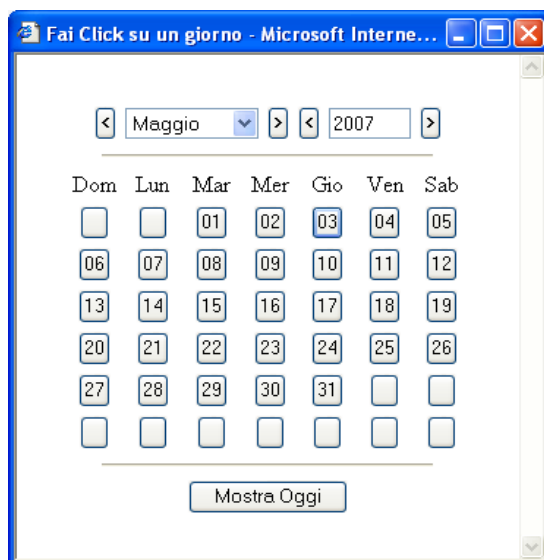 Fai Click su un giorno - Microsoft Interne...
< Maggio > < 2007 >
Dom Lun Mar Mer Gio Ven Sab
01 02 03 04 05
06 07 08 09 10 11 12
13 14 15 16 17 18 19
20 21 22 23 24 25 26
27 28 29 30 31
Mostra Oggi